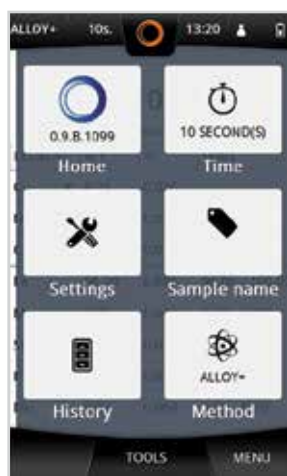 ALLOY+ 10s. 13:20
0.9.B.1099
Home
10 SECOND(S)
Time
Settings
Sample name
History
ALLOY+
Method
TOOLS MENU